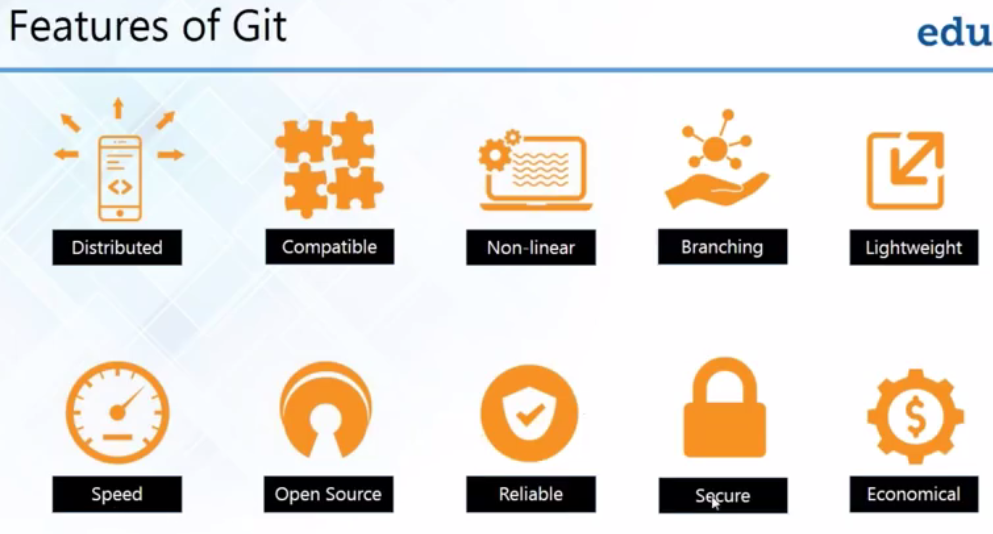 Features of Git
edu
Distributed
Compatible
Non-linear
Branching
Lightweight
Speed
Open Source
Reliable
Secure
Economical